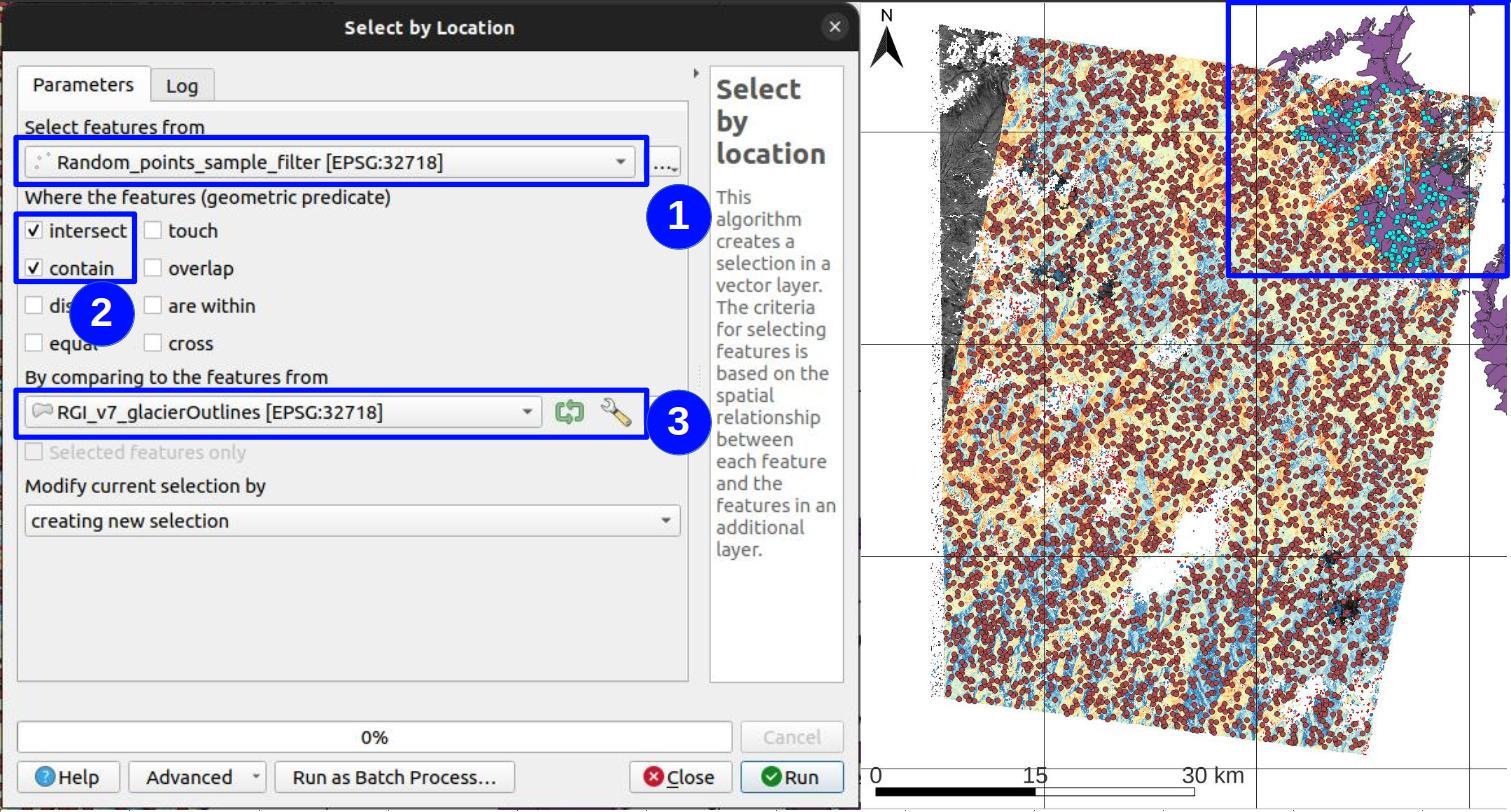 Select by Location
Parameters
Log
Select features from
Random_points_sample_filter [EPSG:32718]
...
1
Where the features (geometric predicate)
intersect
touch
contain
overlap
are within
2
equal
cross
By comparing to the features from
RGI_v7_glacierOutlines [EPSG:32718]
3
Selected features only
Modify current selection by
creating new selection
Select
by
location
This
algorithm
creates a
selection in a
vector layer.
The criteria
for selecting
features is
based on the
spatial
relationship
between
each feature
and the
features in an
additional
layer.
0%
Cancel
Help
Advanced
Run as Batch Process...
Close
Run
N
0 15 30 km